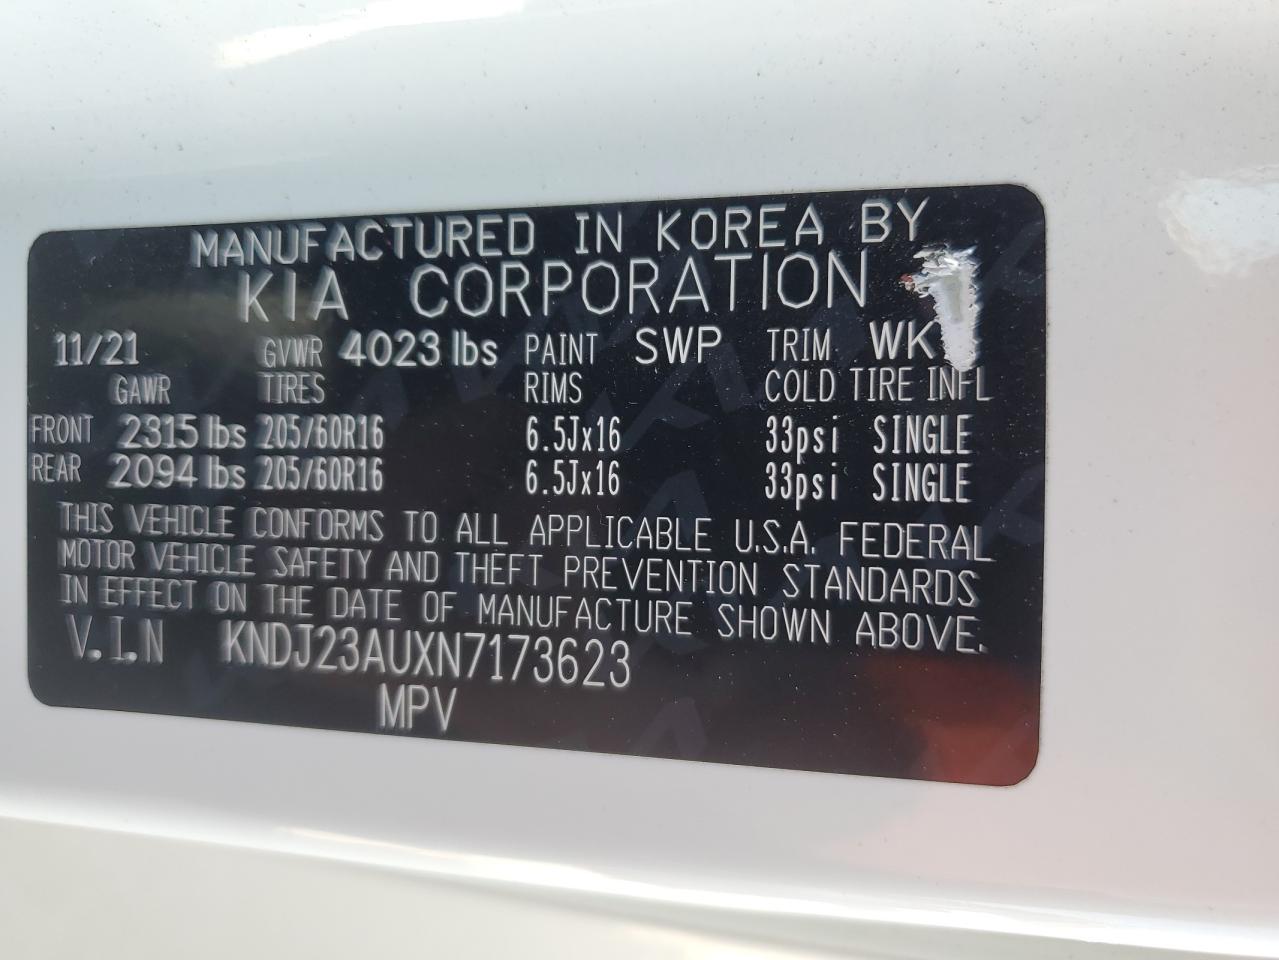 MANUFACTURED IN KOREA BY
KIA CORPORATION
11/21 GVWR 4023 lbs PAINT SWP TRIM WK
GAWR TIRES RIMS COLD TIRE INFL
FRONT 2315 lbs 205/60R16 6.5Jx16 33psi SINGLE
REAR 2094 lbs 205/60R16 6.5Jx16 33psi SINGLE
THIS VEHICLE CONFORMS TO ALL APPLICABLE U.S.A. FEDERAL
MOTOR VEHICLE SAFETY AND THEFT PREVENTION STANDARDS
IN EFFECT ON THE DATE OF MANUFACTURE SHOWN ABOVE.
V.I.N KNDJ23AUXN7173623
MPV